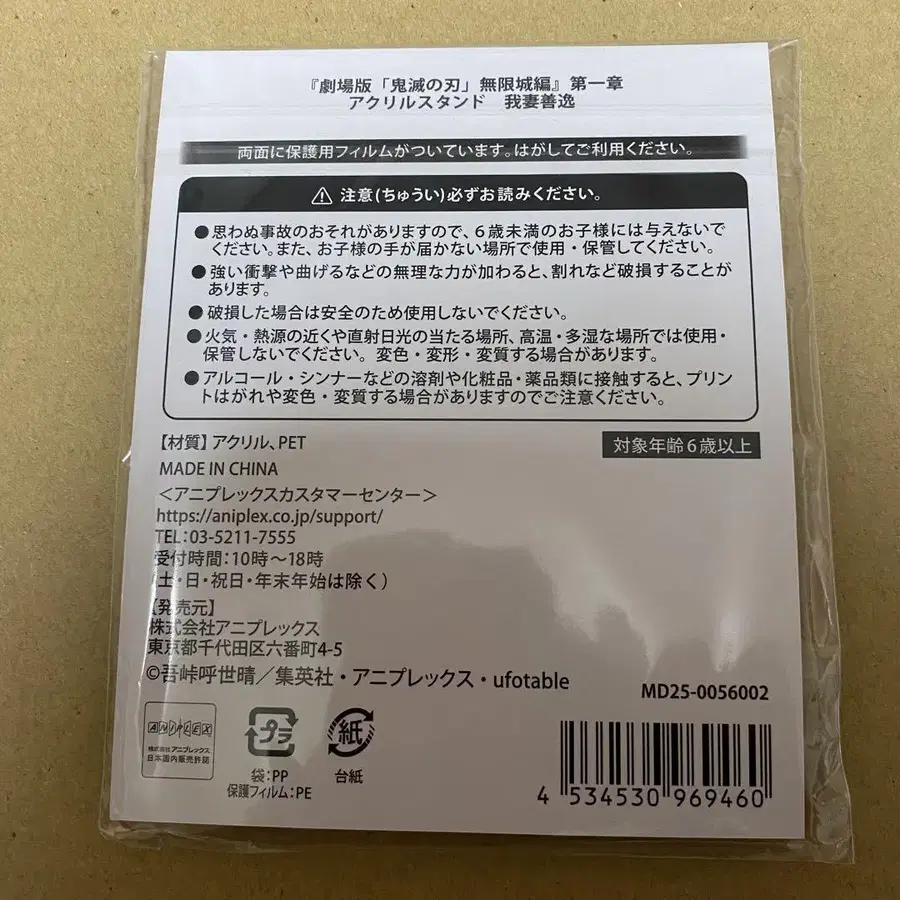 『劇場版「鬼滅の刃」無限城編』第一章
アクリルスタンド　我妻善逸
両面に保護用フィルムがついています。はがしてご利用ください。
⚠ 注意(ちゅうい)必ずお読みください。
●思わぬ事故のおそれがありますので、6歳未満のお子様には与えないで
ください。また、お子様の手が届かない場所で使用・保管してください。
●強い衝撃や曲げるなどの無理な力が加わると、割れなど破損することが
あります。
●破損した場合は安全のため使用しないでください。
●火気・熱源の近くや直射日光の当たる場所、高温・多湿な場所では使用・
保管しないでください。変色・変形・変質する場合があります。
●アルコール・シンナーなどの溶剤や化粧品・薬品類に接触すると、プリン
トはがれや変色・変質する場合がありますのでご注意ください。
【材質】アクリル、PET
対象年齢6歳以上
MADE IN CHINA
＜アニプレックスカスタマーセンター＞
https://aniplex.co.jp/support/
TEL:03-5211-7555
受付時間:10時～18時
(土・日・祝日・年末年始は除く)
【発売元】
株式会社アニプレックス
東京都千代田区六番町4-5
©吾峠呼世晴／集英社・アニプレックス・ufotable
MD25-0056002
ANIPLEX
株式会社アニプレックス
日本国内販売許諾
プラ
袋:PP
保護フィルム:PE
紙
台紙
4 534530 969460